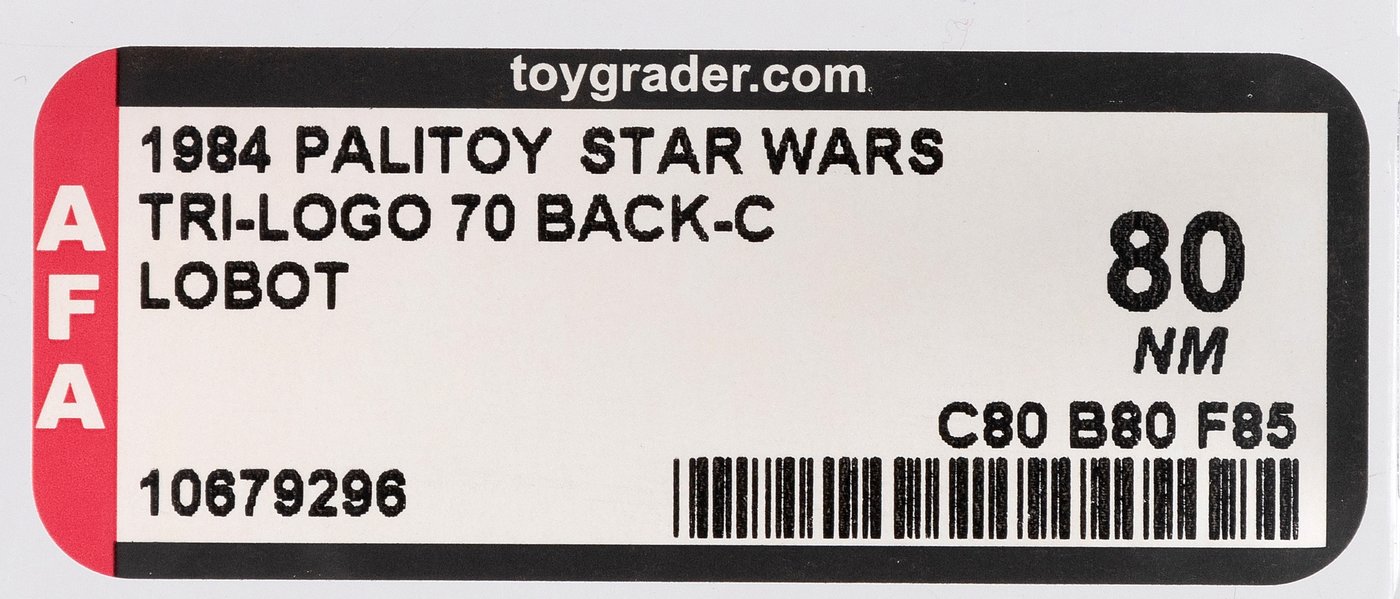 toygrader.com
AFA
1984 PALITOY STAR WARS
TRI-LOGO 70 BACK-C
LOBOT
80
NM
C80 B80 F85
10679296